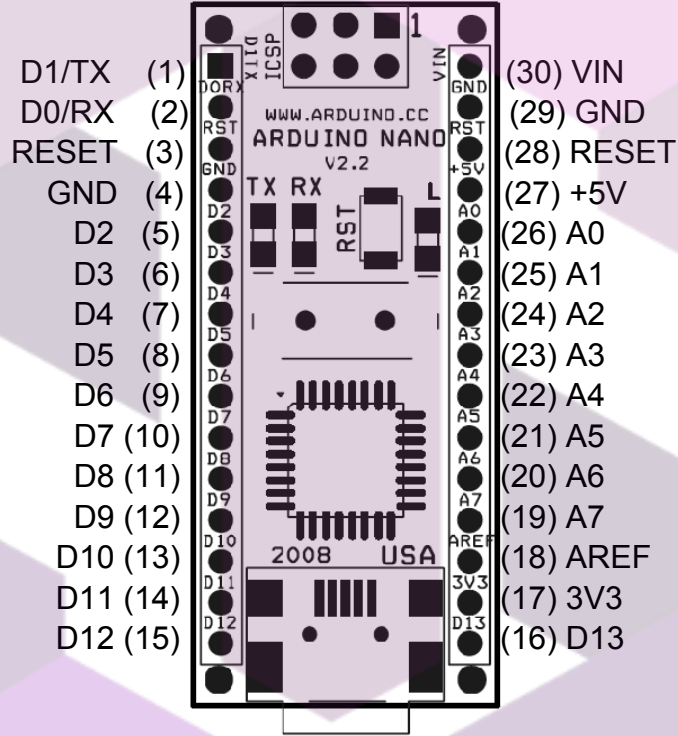 D1/TX (1)
D0/RX (2)
RESET (3)
GND (4)
D2 (5)
D3 (6)
D4 (7)
D5 (8)
D6 (9)
D7 (10)
D8 (11)
D9 (12)
D10 (13)
D11 (14)
D12 (15)
D1TX
ICSP
1
VIN
DORX
RST
GND
D2
D3
D4
D5
D6
D7
D8
D9
D10
D11
D12
WWW.ARDUINO.CC
ARDUINO NANO
V2.2
TX RX
RST
L
2008 USA
GND
RST
+5V
A0
A1
A2
A3
A4
A5
A6
A7
AREF
3V3
D13
(30) VIN
(29) GND
(28) RESET
(27) +5V
(26) A0
(25) A1
(24) A2
(23) A3
(22) A4
(21) A5
(20) A6
(19) A7
(18) AREF
(17) 3V3
(16) D13